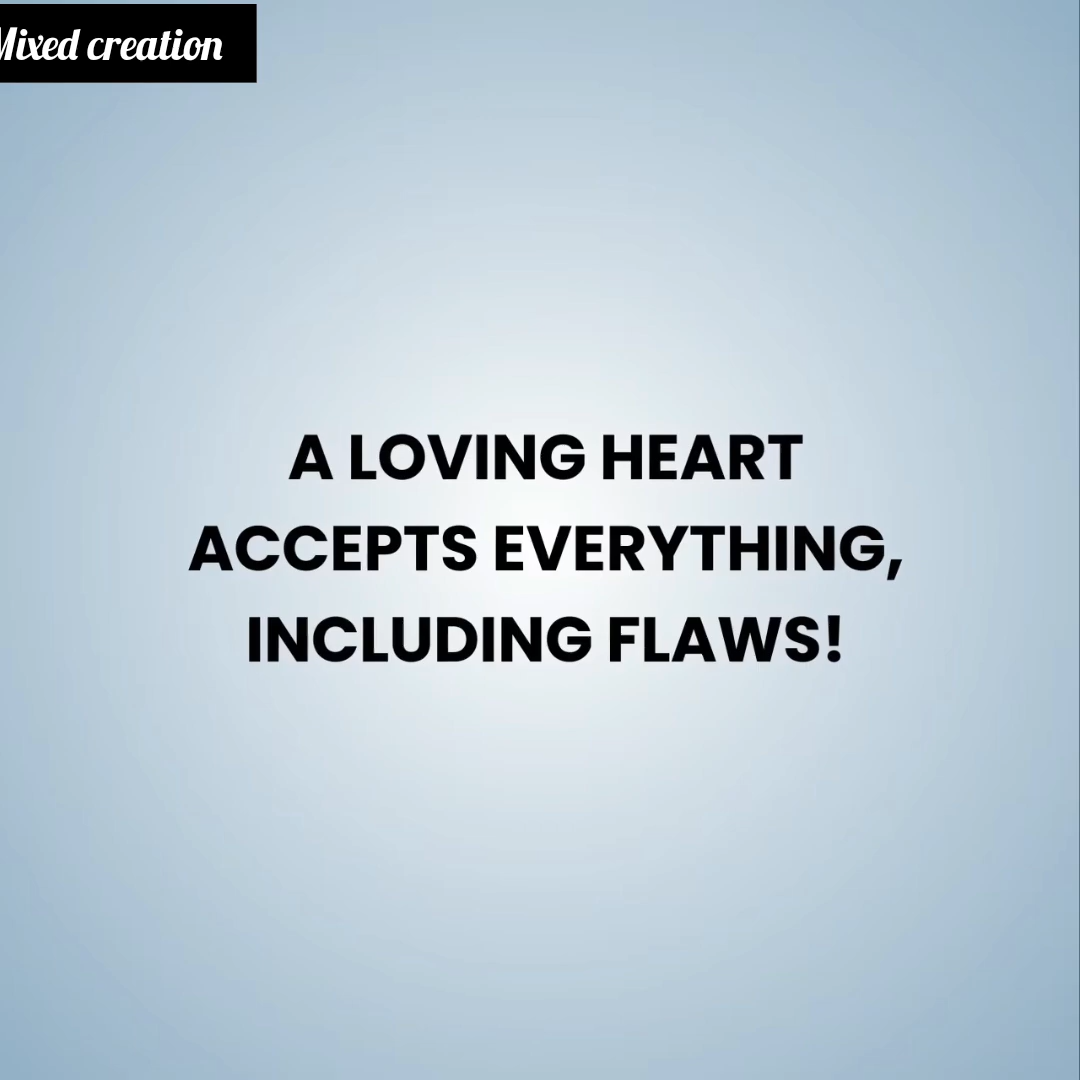 Mixed creation
A LOVING HEART
ACCEPTS EVERYTHING,
INCLUDING FLAWS!